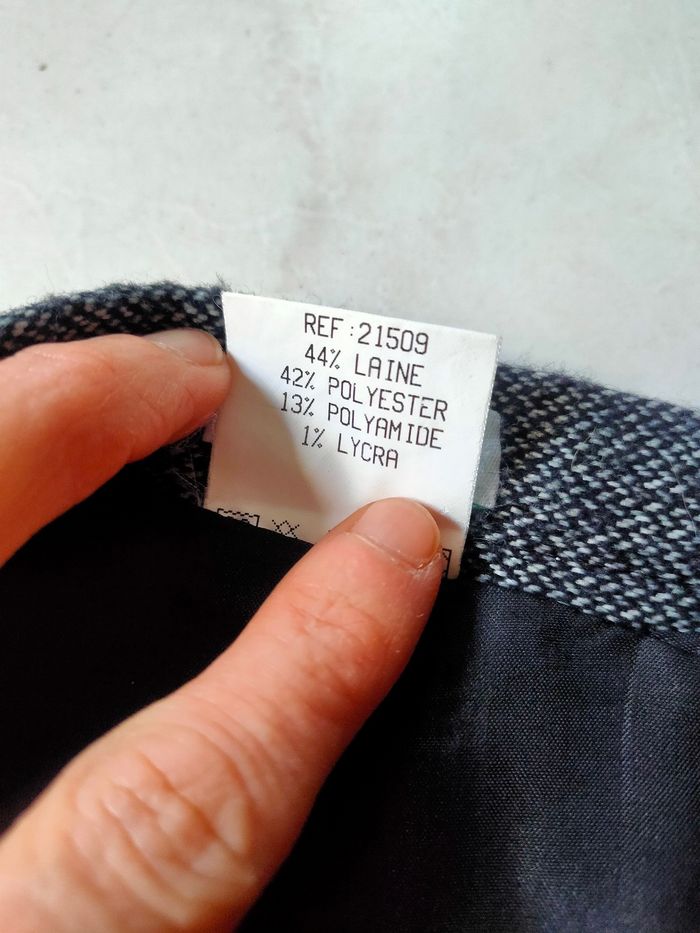 REF:21509
44% LAINE
42% POLYESTER
13% POLYAMIDE
1% LYCRA